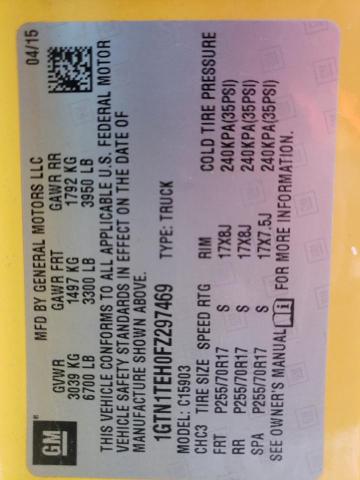 GM
MFD BY GENERAL MOTORS LLC 04/15
GVWR GAWR FRT GAWR RR
3039 KG 1497 KG 1792 KG
6700 LB 3300 LB 3950 LB
THIS VEHICLE CONFORMS TO ALL APPLICABLE U.S. FEDERAL MOTOR
VEHICLE SAFETY STANDARDS IN EFFECT ON THE DATE OF
MANUFACTURE SHOWN ABOVE.
1GTN1TEH0FZ297469 TYPE: TRUCK
MODEL: C15903
CHC3 TIRE SIZE SPEED RTG RIM COLD TIRE PRESSURE
FRT P255/70R17 S 17X8J 240KPA(35PSI)
RR P255/70R17 S 17X8J 240KPA(35PSI)
SPA P255/70R17 S 17X7.5J 240KPA(35PSI)
SEE OWNER'S MANUAL FOR MORE INFORMATION.